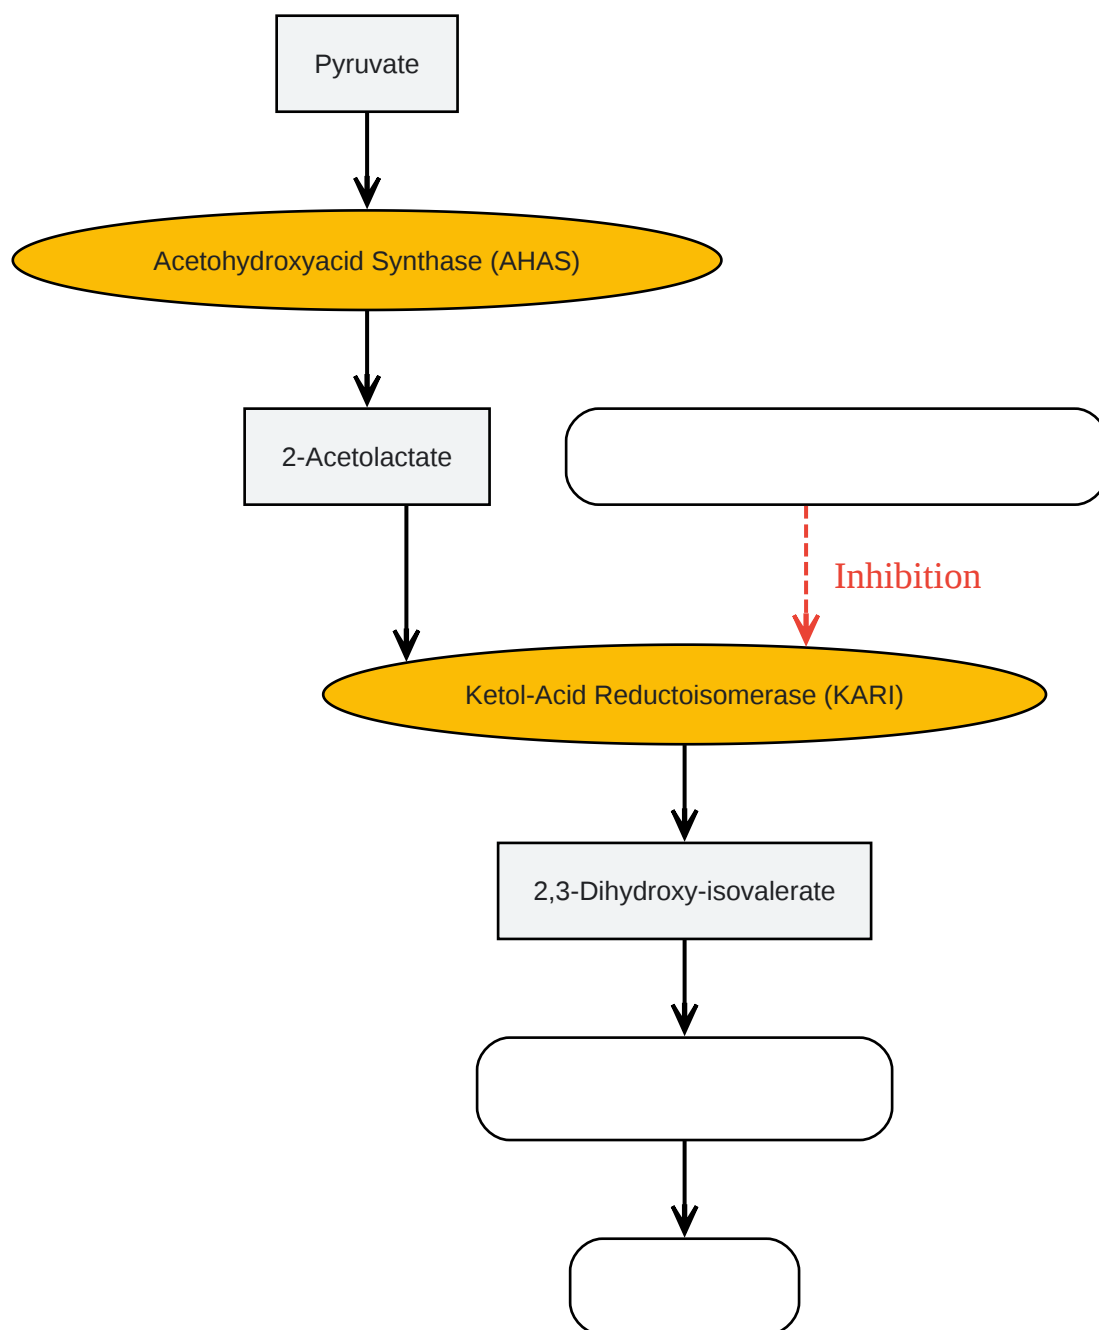 Pyruvate
Acetohydroxyacid Synthase (AHAS)
2-Acetolactate
Inhibition
Ketol-Acid Reductoisomerase (KARI)
2,3-Dihydroxy-isovalerate